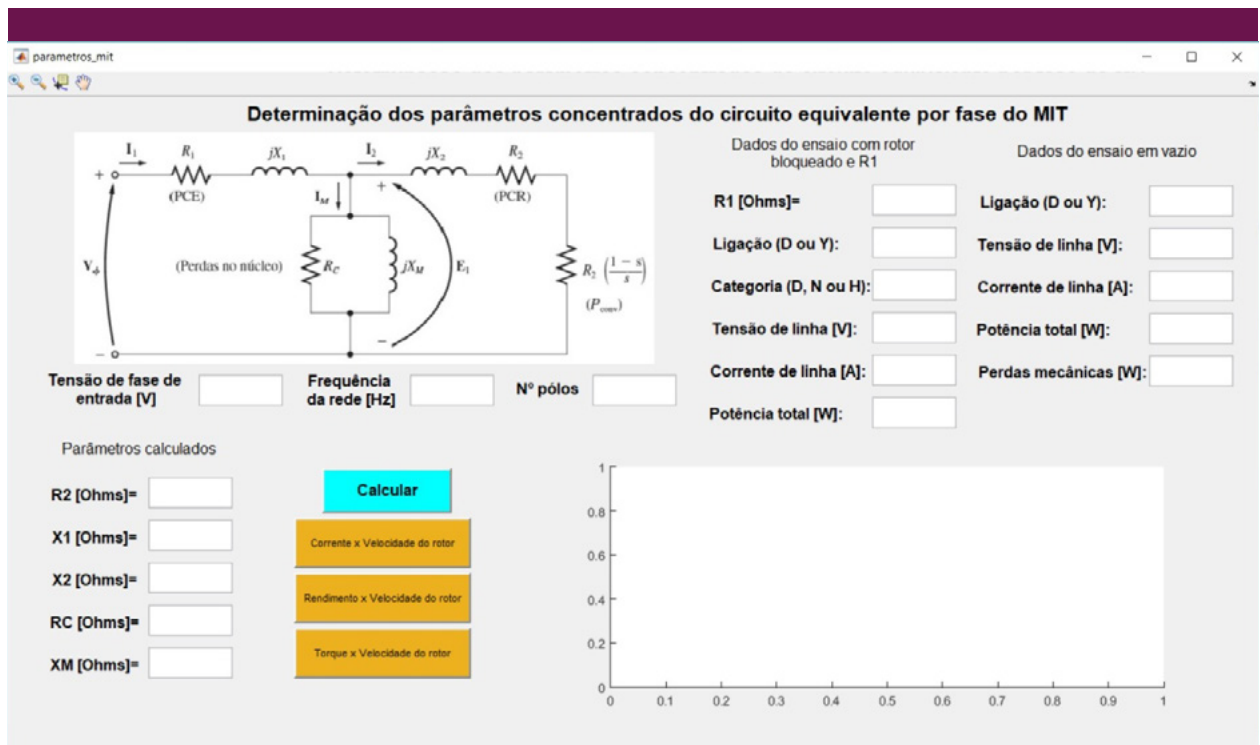 parametros_mit
Determinação dos parâmetros concentrados do circuito equivalente por fase do MIT
I1
R1
jX1
I2
jX2
R2
+
(PCE)
IM
+
(PCR)
Vϕ
(Perdas no núcleo)
RC
jXM
E1
R2 (1 − s / s)
(Pconv)
−
−
Tensão de fase de
entrada [V]
Frequência
da rede [Hz]
Nº pólos
Dados do ensaio com rotor
bloqueado e R1
R1 [Ohms]=
Ligação (D ou Y):
Categoria (D, N ou H):
Tensão de linha [V]:
Corrente de linha [A]:
Potência total [W]:
Dados do ensaio em vazio
Ligação (D ou Y):
Tensão de linha [V]:
Corrente de linha [A]:
Potência total [W]:
Perdas mecânicas [W]:
Parâmetros calculados
R2 [Ohms]=
X1 [Ohms]=
X2 [Ohms]=
RC [Ohms]=
XM [Ohms]=
Calcular
Corrente x Velocidade do rotor
Rendimento x Velocidade do rotor
Torque x Velocidade do rotor
1
0.8
0.6
0.4
0.2
0
0 0.1 0.2 0.3 0.4 0.5 0.6 0.7 0.8 0.9 1